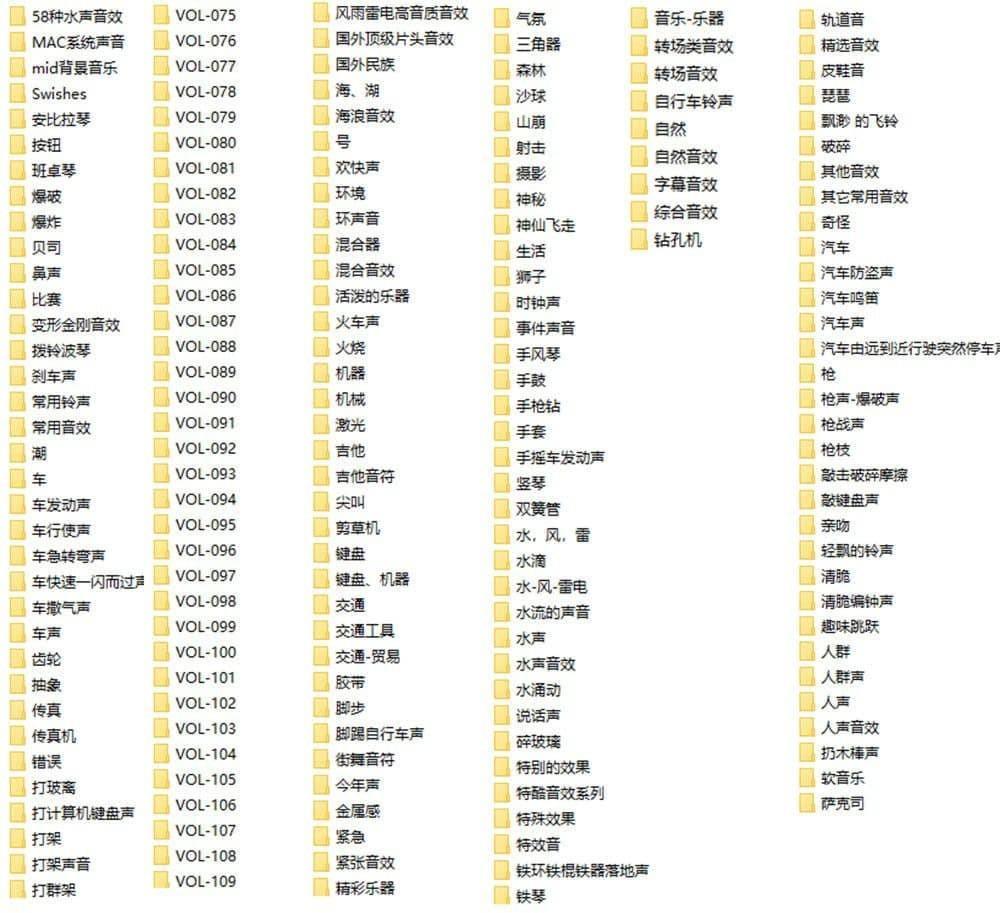 58种水声音效
MAC系统声音
mid背景音乐
Swishes
安比拉琴
按钮
班卓琴
爆破
爆炸
贝司
鼻声
比赛
变形金刚音效
拨铃波琴
刹车声
常用铃声
常用音效
潮
车
车发动声
车行使声
车急转弯声
车快速一闪而过声
车撒气声
车声
齿轮
抽象
传真
传真机
错误
打玻离
打计算机键盘声
打架
打架声音
打群架
VOL-075
VOL-076
VOL-077
VOL-078
VOL-079
VOL-080
VOL-081
VOL-082
VOL-083
VOL-084
VOL-085
VOL-086
VOL-087
VOL-088
VOL-089
VOL-090
VOL-091
VOL-092
VOL-093
VOL-094
VOL-095
VOL-096
VOL-097
VOL-098
VOL-099
VOL-100
VOL-101
VOL-102
VOL-103
VOL-104
VOL-105
VOL-106
VOL-107
VOL-108
VOL-109
风雨雷电高音质音效
国外顶级片头音效
国外民族
海、湖
海浪音效
号
欢快声
环境
环声音
混合器
混合音效
活泼的乐器
火车声
火烧
机器
机械
激光
吉他
吉他音符
尖叫
剪草机
键盘
键盘、机器
交通
交通工具
交通-贸易
胶带
脚步
脚踢自行车声
街舞音符
今年声
金属感
紧急
紧张音效
精彩乐器
气氛
三角器
森林
沙球
山崩
射击
摄影
神秘
神仙飞走
生活
狮子
时钟声
事件声音
手风琴
手鼓
手枪钻
手套
手摇车发动声
竖琴
双簧管
水，风，雷
水滴
水-风-雷电
水流的声音
水声
水声音效
水涌动
说话声
碎玻璃
特别的效果
特酷音效系列
特殊效果
特效音
铁环铁棍铁器落地声
铁琴
音乐-乐器
转场类音效
转场音效
自行车铃声
自然
自然音效
字幕音效
综合音效
钻孔机
轨道音
精选音效
皮鞋音
琵琶
飘渺 的飞铃
破碎
其他音效
其它常用音效
奇怪
汽车
汽车防盗声
汽车鸣笛
汽车声
汽车由远到近行驶突然停车声
枪
枪声-爆破声
枪战声
枪枝
敲击破碎摩擦
敲键盘声
亲吻
轻飘的铃声
清脆
清脆编钟声
趣味跳跃
人群
人群声
人声
人声音效
扔木棒声
软音乐
萨克司